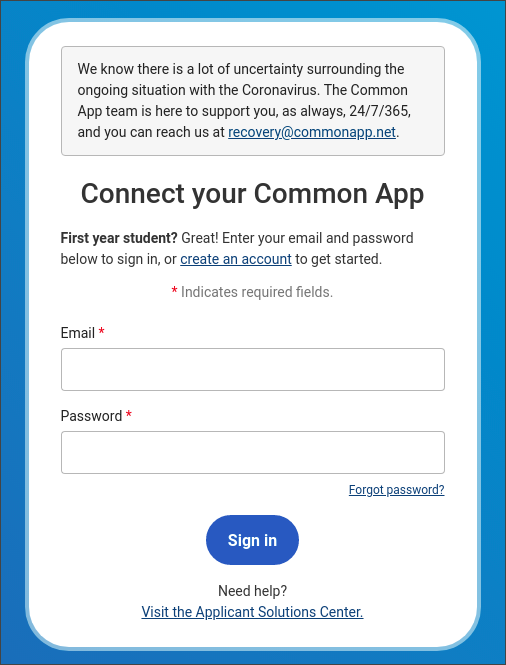 We know there is a lot of uncertainty surrounding the
ongoing situation with the Coronavirus. The Common
App team is here to support you, as always, 24/7/365,
and you can reach us at recovery@commonapp.net.
Connect your Common App
First year student? Great! Enter your email and password
below to sign in, or create an account to get started.
* Indicates required fields.
Email *
Password *
Forgot password?
Sign in
Need help?
Visit the Applicant Solutions Center.